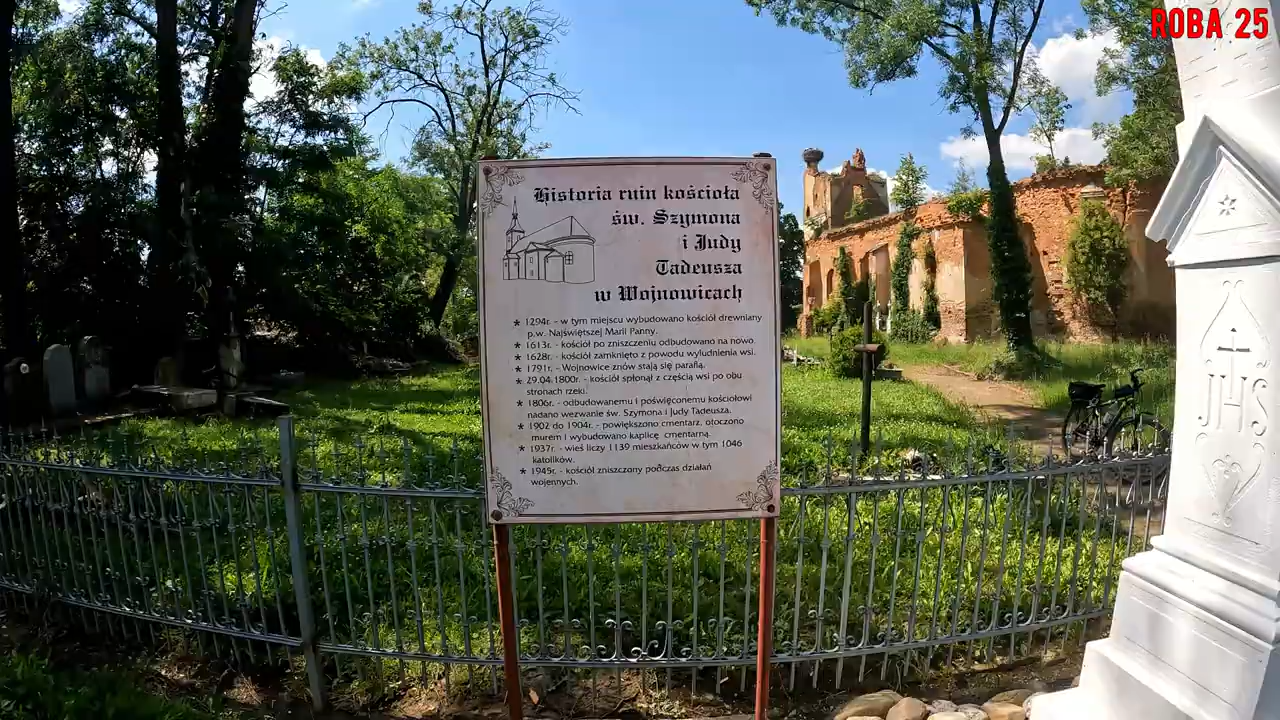 ROBA 25
Historia ruin kościoła
św. Szymona
i Judy
Tadeusza
w Wojnowicach
* 1294r. - w tym miejscu wybudowano kościół drewniany
p.w. Najświętszej Marii Panny.
* 1613r. - kościół po zniszczeniu odbudowano na nowo.
* 1628r. - kościół zamknięto z powodu wyludnienia wsi.
* 1791r. - Wojnowice znów stają się parafią.
* 29.04.1800r. - kościół spłonął z częścią wsi po obu
stronach rzeki.
* 1806r. - odbudowanemu i poświęconemu kościołowi
nadano wezwanie św. Szymona i Judy Tadeusza.
* 1902 do 1904r. - powiększono cmentarz, otoczono
murem i wybudowano kaplicę cmentarną.
* 1937r. - wieś liczy 1139 mieszkańców w tym 1046
katolików.
* 1945r. - kościół zniszczony podczas działań
wojennych.
JHS